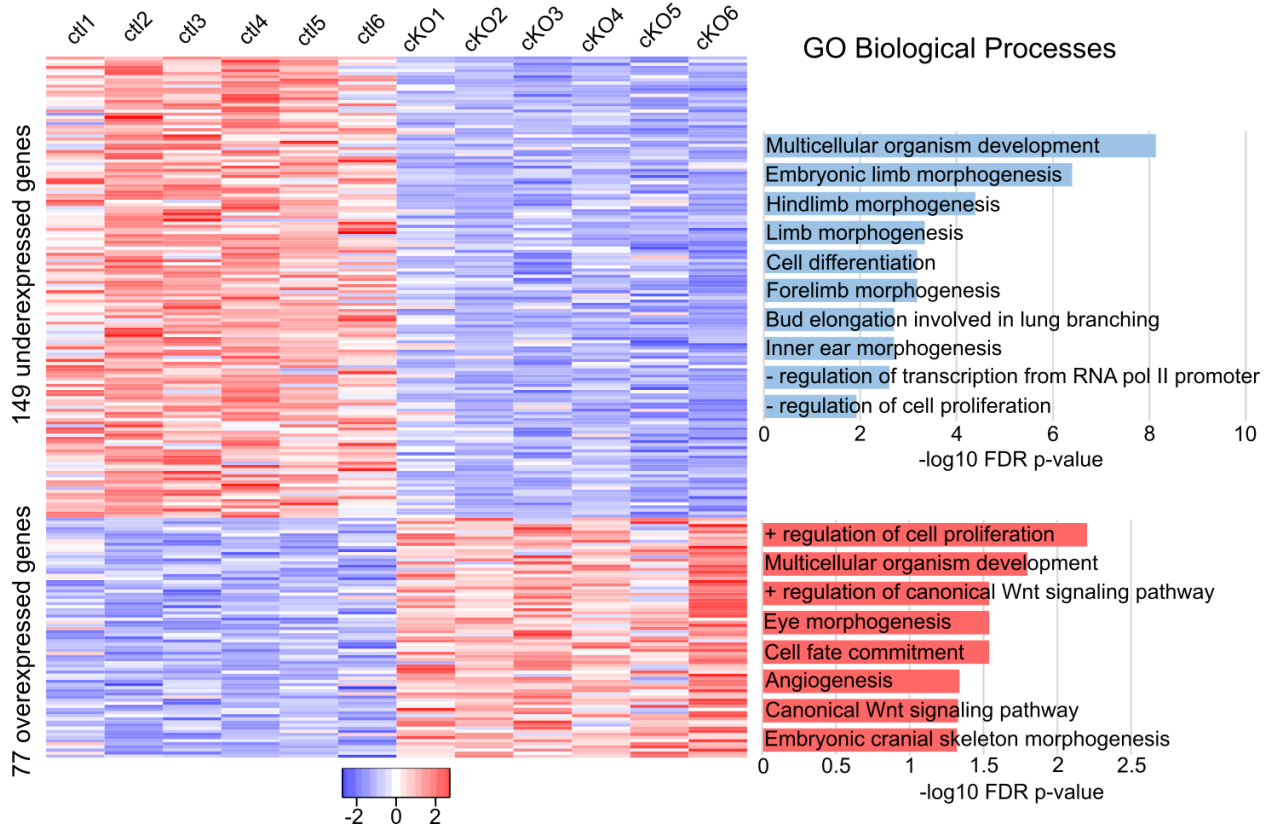 ctl1 ctl2 ctl3 ctl4 ctl5 ctl6 cKO1 cKO2 cKO3 cKO4 cKO5 cKO6
149 underexpressed genes
77 overexpressed genes
-2 0 2
GO Biological Processes
Multicellular organism development
Embryonic limb morphogenesis
Hindlimb morphogenesis
Limb morphogenesis
Cell differentiation
Forelimb morphogenesis
Bud elongation involved in lung branching
Inner ear morphogenesis
- regulation of transcription from RNA pol II promoter
- regulation of cell proliferation
0 2 4 6 8 10
-log10 FDR p-value
+ regulation of cell proliferation
Multicellular organism development
+ regulation of canonical Wnt signaling pathway
Eye morphogenesis
Cell fate commitment
Angiogenesis
Canonical Wnt signaling pathway
Embryonic cranial skeleton morphogenesis
0 0.5 1 1.5 2 2.5
-log10 FDR p-value